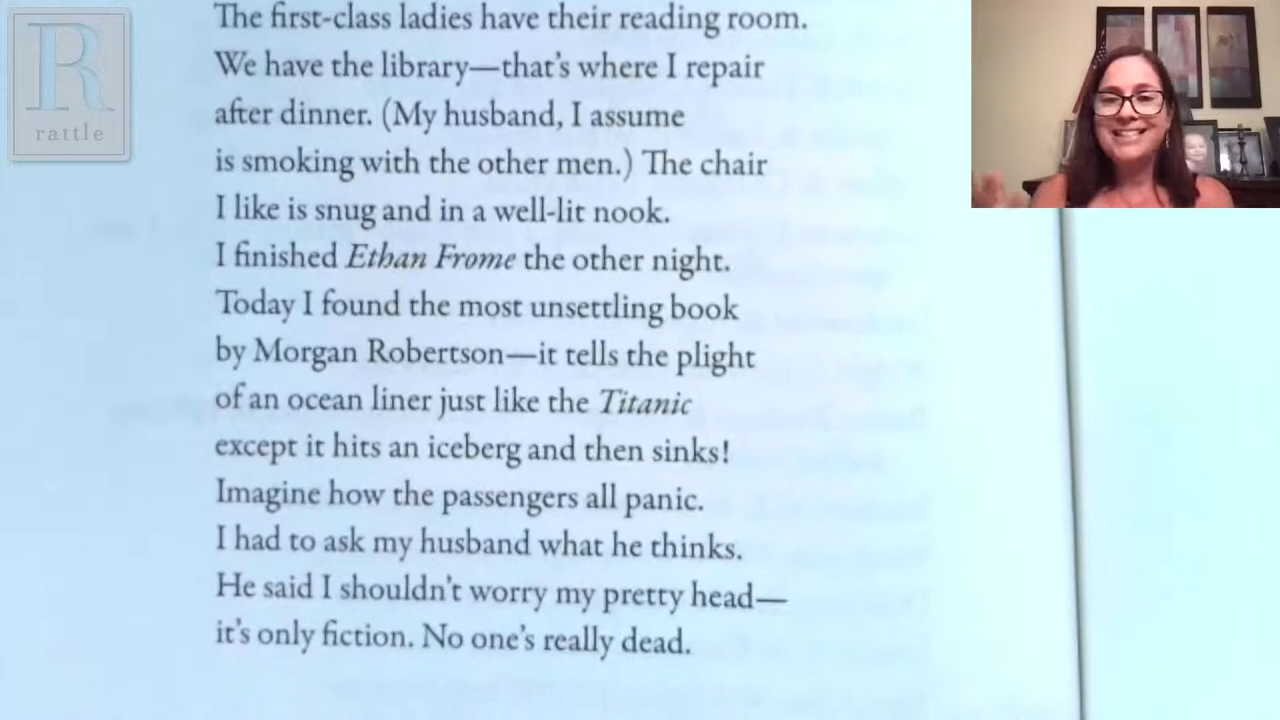 R
rattle
The first-class ladies have their reading room.
We have the library—that's where I repair
after dinner. (My husband, I assume
is smoking with the other men.) The chair
I like is snug and in a well-lit nook.
I finished Ethan Frome the other night.
Today I found the most unsettling book
by Morgan Robertson—it tells the plight
of an ocean liner just like the Titanic
except it hits an iceberg and then sinks!
Imagine how the passengers all panic.
I had to ask my husband what he thinks.
He said I shouldn't worry my pretty head—
it's only fiction. No one's really dead.